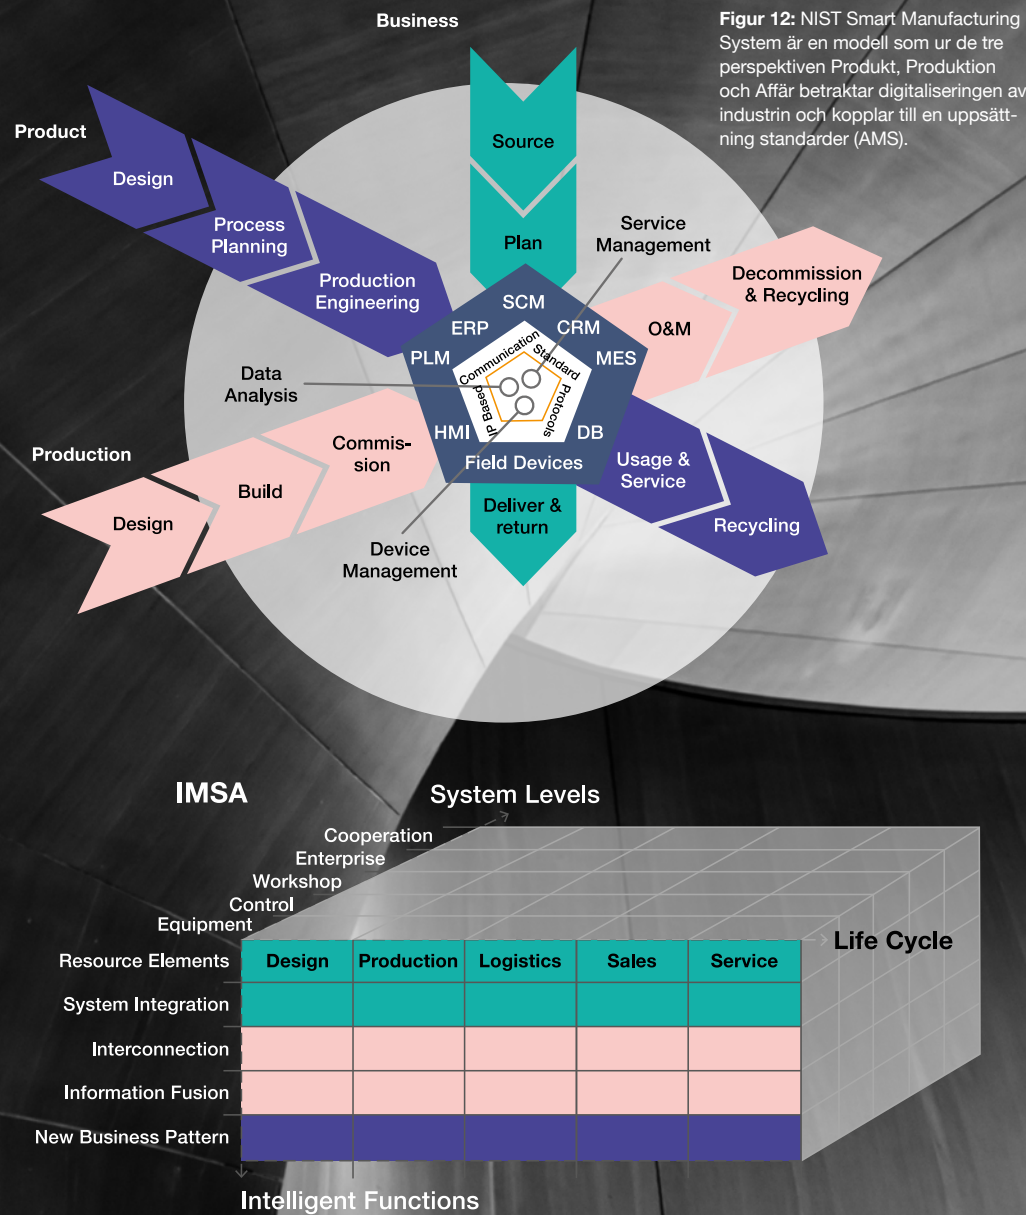 Business
Figur 12: NIST Smart Manufacturing
System är en modell som ur de tre
perspektiven Produkt, Produktion
och Affär betraktar digitaliseringen av
industrin och kopplar till en uppsätt-
ning standarder (AMS).
Product
Design
Process
Planning
Production
Engineering
Source
Plan
Service
Management
Decommission
& Recycling
O&M
SCM
ERP
CRM
PLM
MES
Communication
Standard
IP Based
Protocols
HMI
DB
Field Devices
Data
Analysis
Production
Design
Build
Commis-
sion
Usage &
Service
Recycling
Deliver &
return
Device
Management
IMSA
System Levels
Cooperation
Enterprise
Workshop
Control
Equipment
Life Cycle
Resource Elements
Design
Production
Logistics
Sales
Service
System Integration
Interconnection
Information Fusion
New Business Pattern
Intelligent Functions